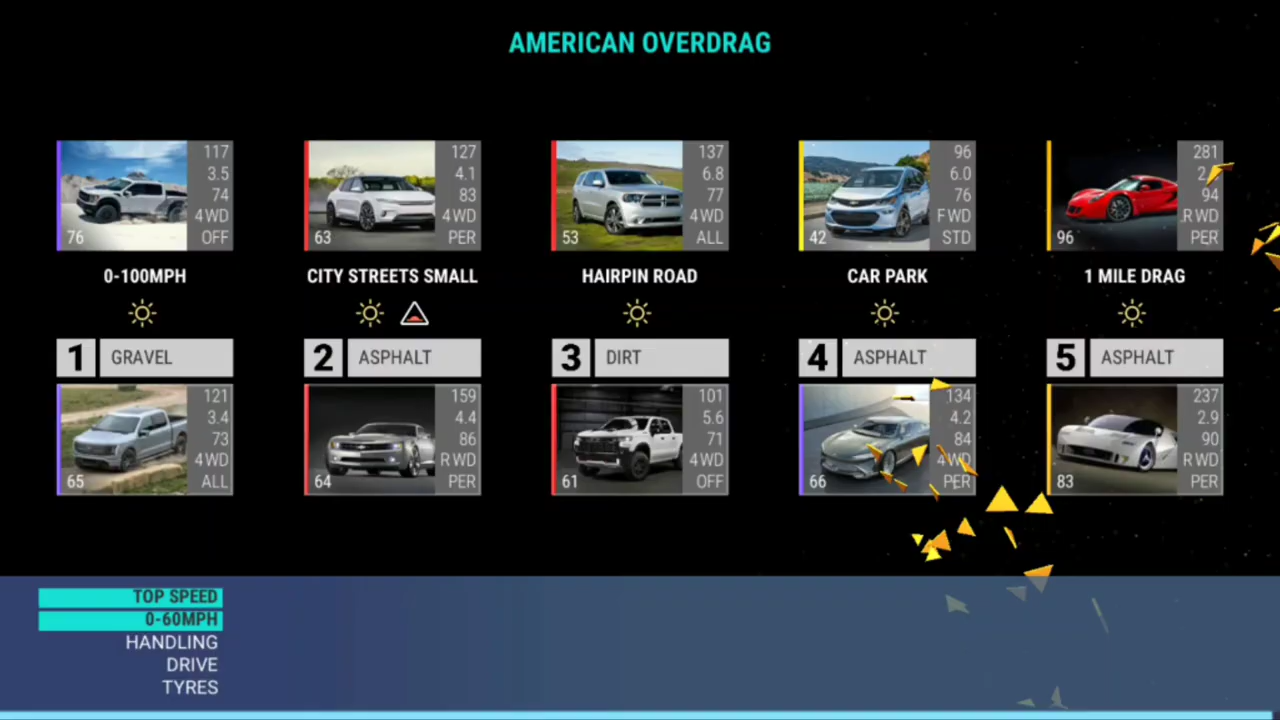 AMERICAN OVERDRAG
117
3.5
74
4WD
OFF
76
127
4.1
83
4WD
PER
63
137
6.8
77
4WD
ALL
53
96
6.0
76
FWD
STD
42
281
94
RWD
PER
96
0-100MPH
CITY STREETS SMALL
HAIRPIN ROAD
CAR PARK
1 MILE DRAG
1 GRAVEL
2 ASPHALT
3 DIRT
4 ASPHALT
5 ASPHALT
121
3.4
73
4WD
ALL
65
159
4.4
86
RWD
PER
64
101
5.6
71
4WD
OFF
61
134
4.2
84
4WD
PER
66
237
2.9
90
RWD
PER
83
TOP SPEED
0-60MPH
HANDLING
DRIVE
TYRES